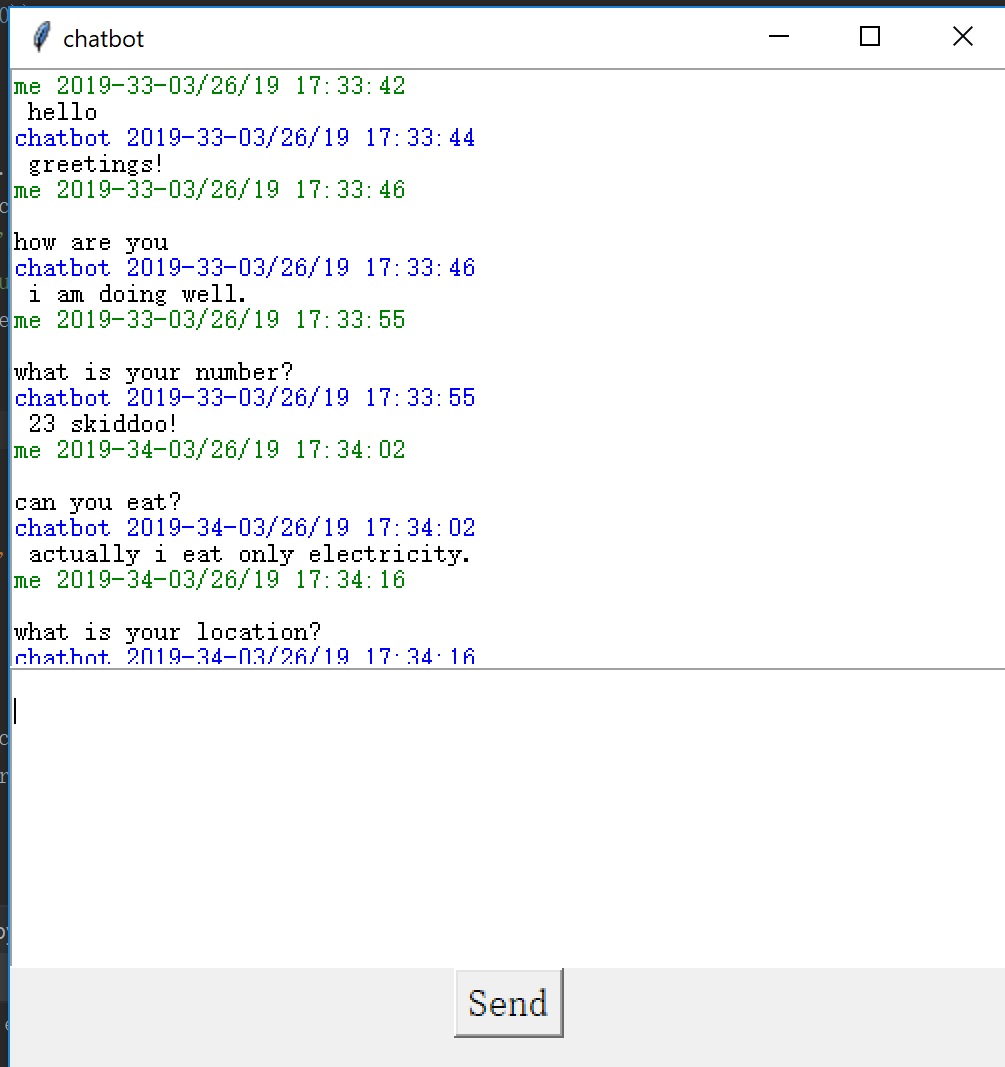 chatbot
me 2019-33-03/26/19 17:33:42
hello
chatbot 2019-33-03/26/19 17:33:44
greetings!
me 2019-33-03/26/19 17:33:46
how are you
chatbot 2019-33-03/26/19 17:33:46
i am doing well.
me 2019-33-03/26/19 17:33:55
what is your number?
chatbot 2019-33-03/26/19 17:33:55
23 skiddoo!
me 2019-34-03/26/19 17:34:02
can you eat?
chatbot 2019-34-03/26/19 17:34:02
actually i eat only electricity.
me 2019-34-03/26/19 17:34:16
what is your location?
chatbot 2019-34-03/26/19 17:34:16
Send